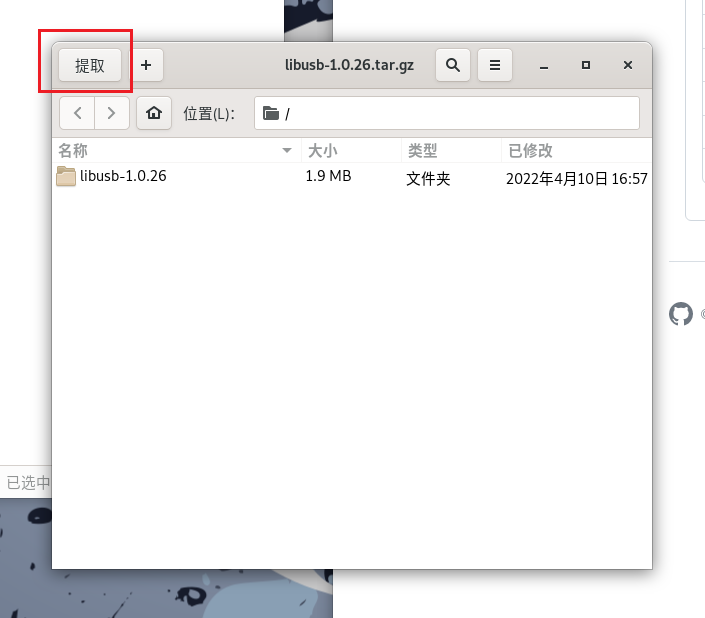 提取 + libusb-1.0.26.tar.gz
位置(L)： /
名称 大小 类型 已修改
libusb-1.0.26 1.9 MB 文件夹 2022年4月10日 16:57
©
已选中